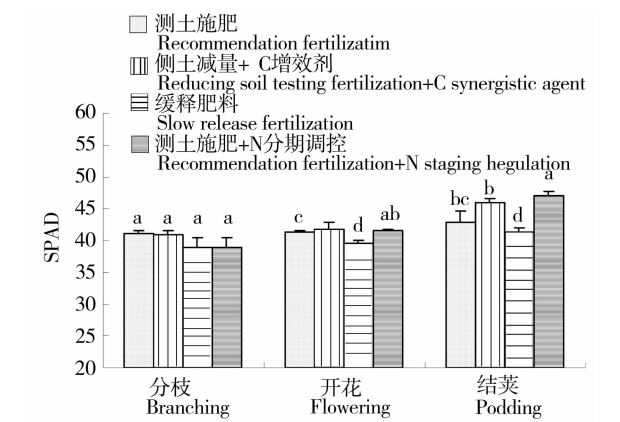 测土施肥
Recommendation fertilizatim
侧土减量+ C增效剂
Reducing soil testing fertilization+C synergistic agent
缓释肥料
Slow release fertilization
测土施肥+N分期调控
Recommendation fertilization+N staging hegulation
SPAD
60
55
50
45
40
35
30
25
20
a a a a
c d ab
bc b d a
分枝 开花 结荚
Branching Flowering Podding